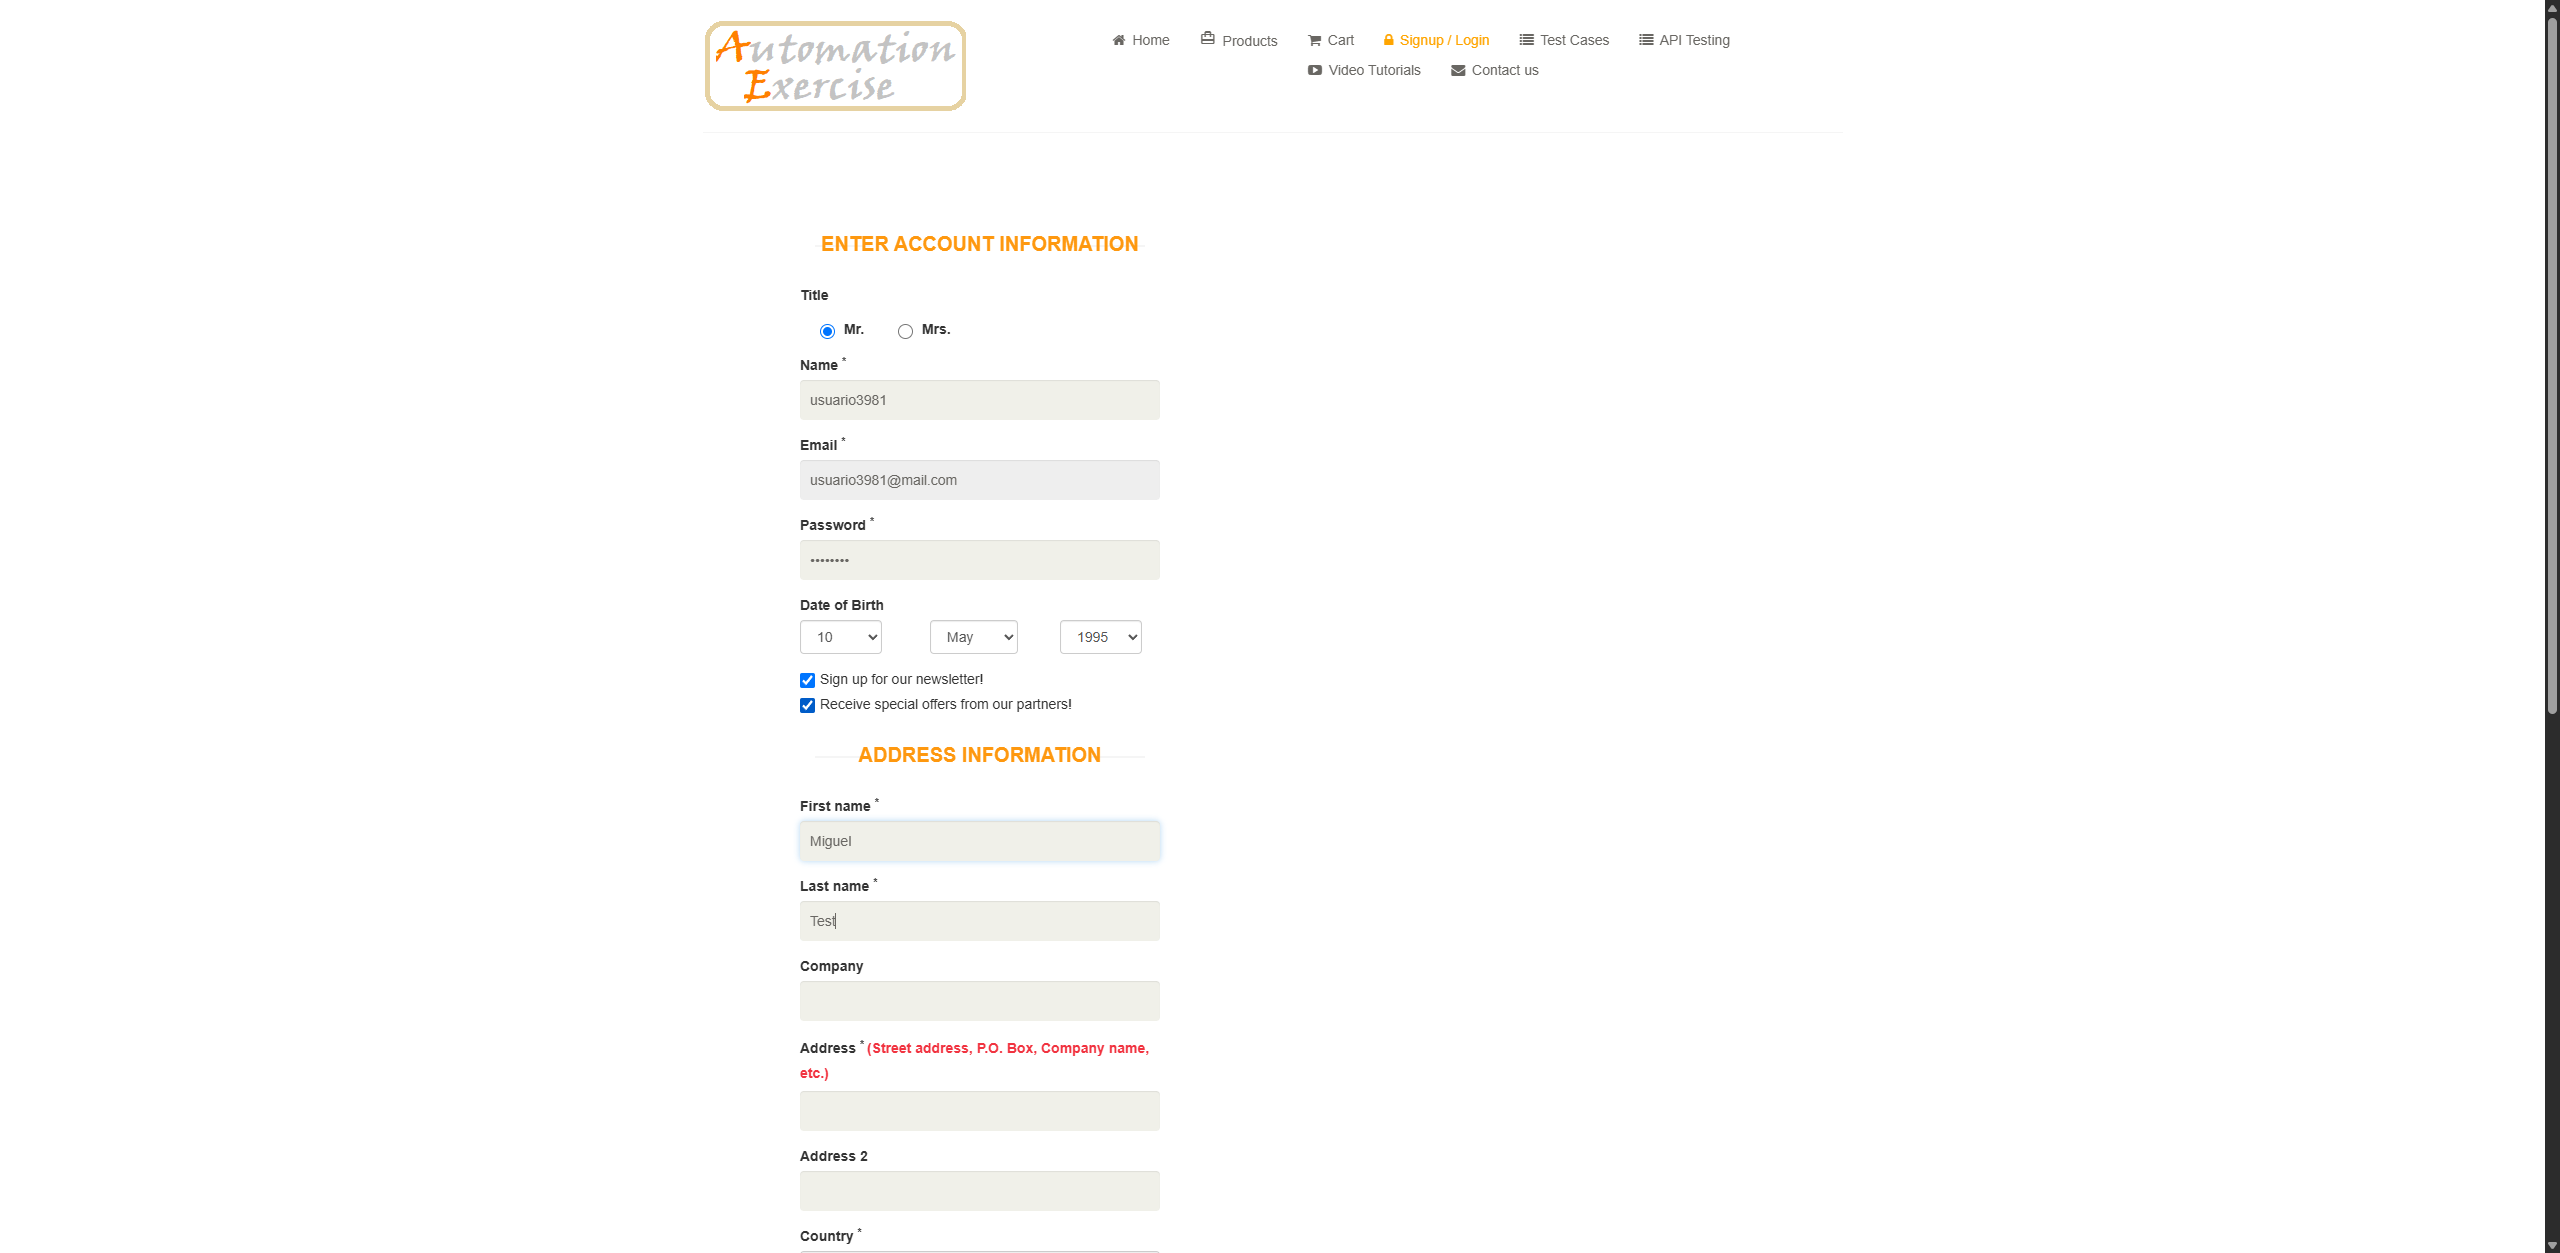 Automation
Exercise
Home
Products
Cart
Signup / Login
Test Cases
API Testing
Video Tutorials
Contact us
ENTER ACCOUNT INFORMATION
Title
Mr.
Mrs.
Name *
usuario3981
Email *
usuario3981@mail.com
Password *
••••••••
Date of Birth
10
May
1995
Sign up for our newsletter!
Receive special offers from our partners!
ADDRESS INFORMATION
First name *
Miguel
Last name *
Test
Company
Address * (Street address, P.O. Box, Company name,
etc.)
Address 2
Country *